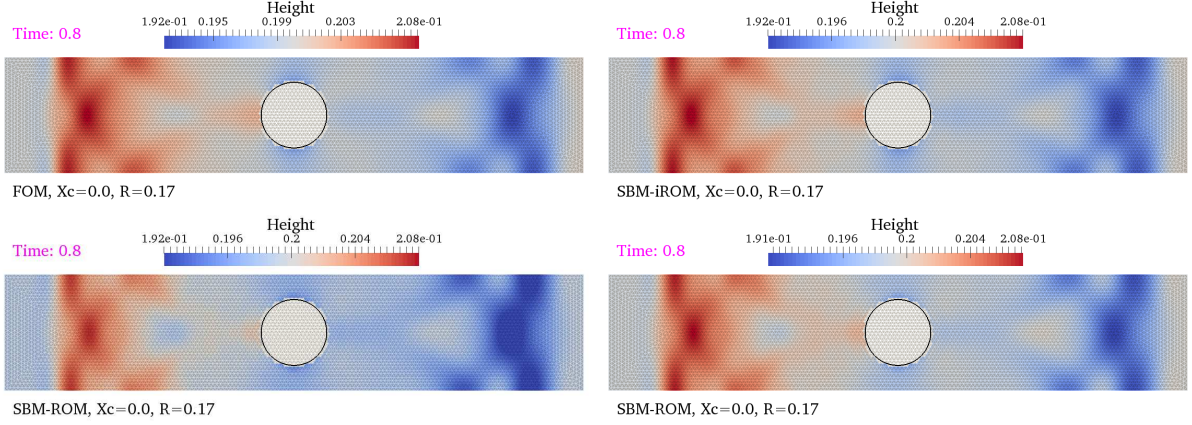 Height
Time: 0.8
1.92e-01 0.195 0.199 0.203 2.08e-01
FOM, Xc=0.0, R=0.17
Height
Time: 0.8
1.92e-01 0.196 0.2 0.204 2.08e-01
SBM-iROM, Xc=0.0, R=0.17
Height
Time: 0.8
1.92e-01 0.196 0.2 0.204 2.08e-01
SBM-ROM, Xc=0.0, R=0.17
Height
Time: 0.8
1.91e-01 0.196 0.2 0.204 2.08e-01
SBM-ROM, Xc=0.0, R=0.17